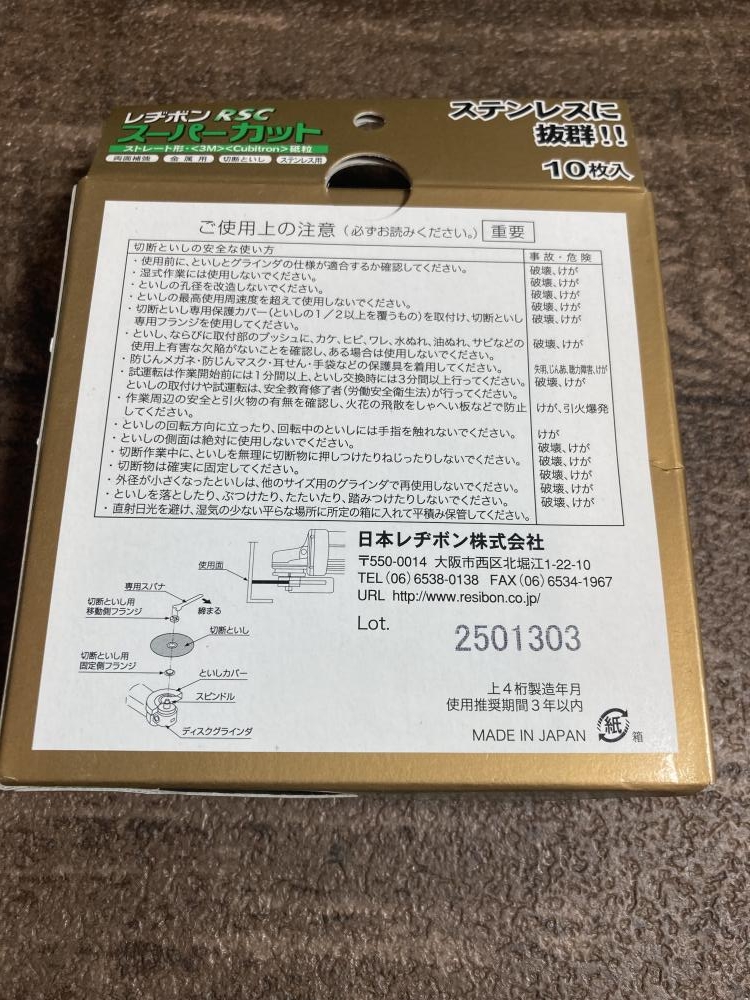 レヂボン RSC
スーパーカット
ストレート形・<3M><Cubitron>砥粒
両面補強 金属用 切断といし ステンレス用
ステンレスに
抜群!!
10枚入
ご使用上の注意(必ずお読みください。) 重要
切断といしの安全な使い方 事故・危険
・使用前に、といしとグラインダの仕様が適合するか確認してください。 破壊、けが
・湿式作業には使用しないでください。 破壊、けが
・といしの孔径を改造しないでください。 破壊、けが
・といしの最高使用周速度を超えて使用しないでください。 破壊、けが
・切断といし専用保護カバー(といしの1/2以上を覆うもの)を取付け、切断といし 破壊、けが
専用フランジを使用してください。
・といし、ならびに取付部のブッシュに、カケ、ヒビ、ワレ、水ぬれ、油ぬれ、サビなどの 破壊、けが
使用上有害な欠陥がないことを確認し、ある場合は使用しないでください。
・防じんメガネ・防じんマスク・耳せん・手袋などの保護具を着用してください。 失明、じん肺、聴力障害、けが
・試運転は作業開始前には1分間以上、といし交換時には3分間以上行ってください。 破壊、けが
といしの取付けや試運転は、安全教育修了者(労働安全衛生法)が行ってください。
・作業周辺の安全と引火物の有無を確認し、火花の飛散をしゃへい板などで防止 けが、引火爆発
してください。
・といしの回転方向に立ったり、回転中のといしには手指を触れないでください。 けが
・といしの側面は絶対に使用しないでください。 破壊、けが
・切断作業中に、といしを無理に切断物に押しつけたりねじったりしないでください。 破壊、けが
・切断物は確実に固定してください。 破壊、けが
・外径が小さくなったといしは、他のサイズ用のグラインダで再使用しないでください。 破壊、けが
・といしを落としたり、ぶつけたり、たたいたり、踏みつけたりしないでください。 破壊、けが
・直射日光を避け、湿気の少ない平らな場所に所定の箱に入れて平積み保管してください。
使用面
専用スパナ
切断といし用
移動側フランジ
締まる
切断といし
切断といし用
固定側フランジ
といしカバー
スピンドル
ディスクグラインダ
日本レヂボン株式会社
〒550-0014 大阪市西区北堀江1-22-10
TEL(06)6538-0138 FAX(06)6534-1967
URL http://www.resibon.co.jp/
Lot. 2501303
上4桁製造年月
使用推奨期間3年以内
MADE IN JAPAN 紙 箱